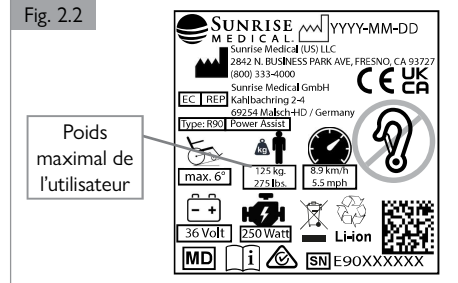 Fig. 2.2
SUNRISE MEDICAL.
YYYY-MM-DD
Sunrise Medical (US) LLC
2842 N. BUSINESS PARK AVE, FRESNO, CA 93727
(800) 333-4000
Sunrise Medical GmbH
Kahlbachring 2-4
69254 Malsch-HD / Germany
CE UK CA
EC REP
Type: R90 Power Assist
Poids
maximal de
l'utilisateur
kg
max. 6°
125 kg.
275 lbs.
8.9 km/h
5.5 mph
- +
36 Volt
250 Watt
Li-ion
MD
i
SN E90XXXXXX